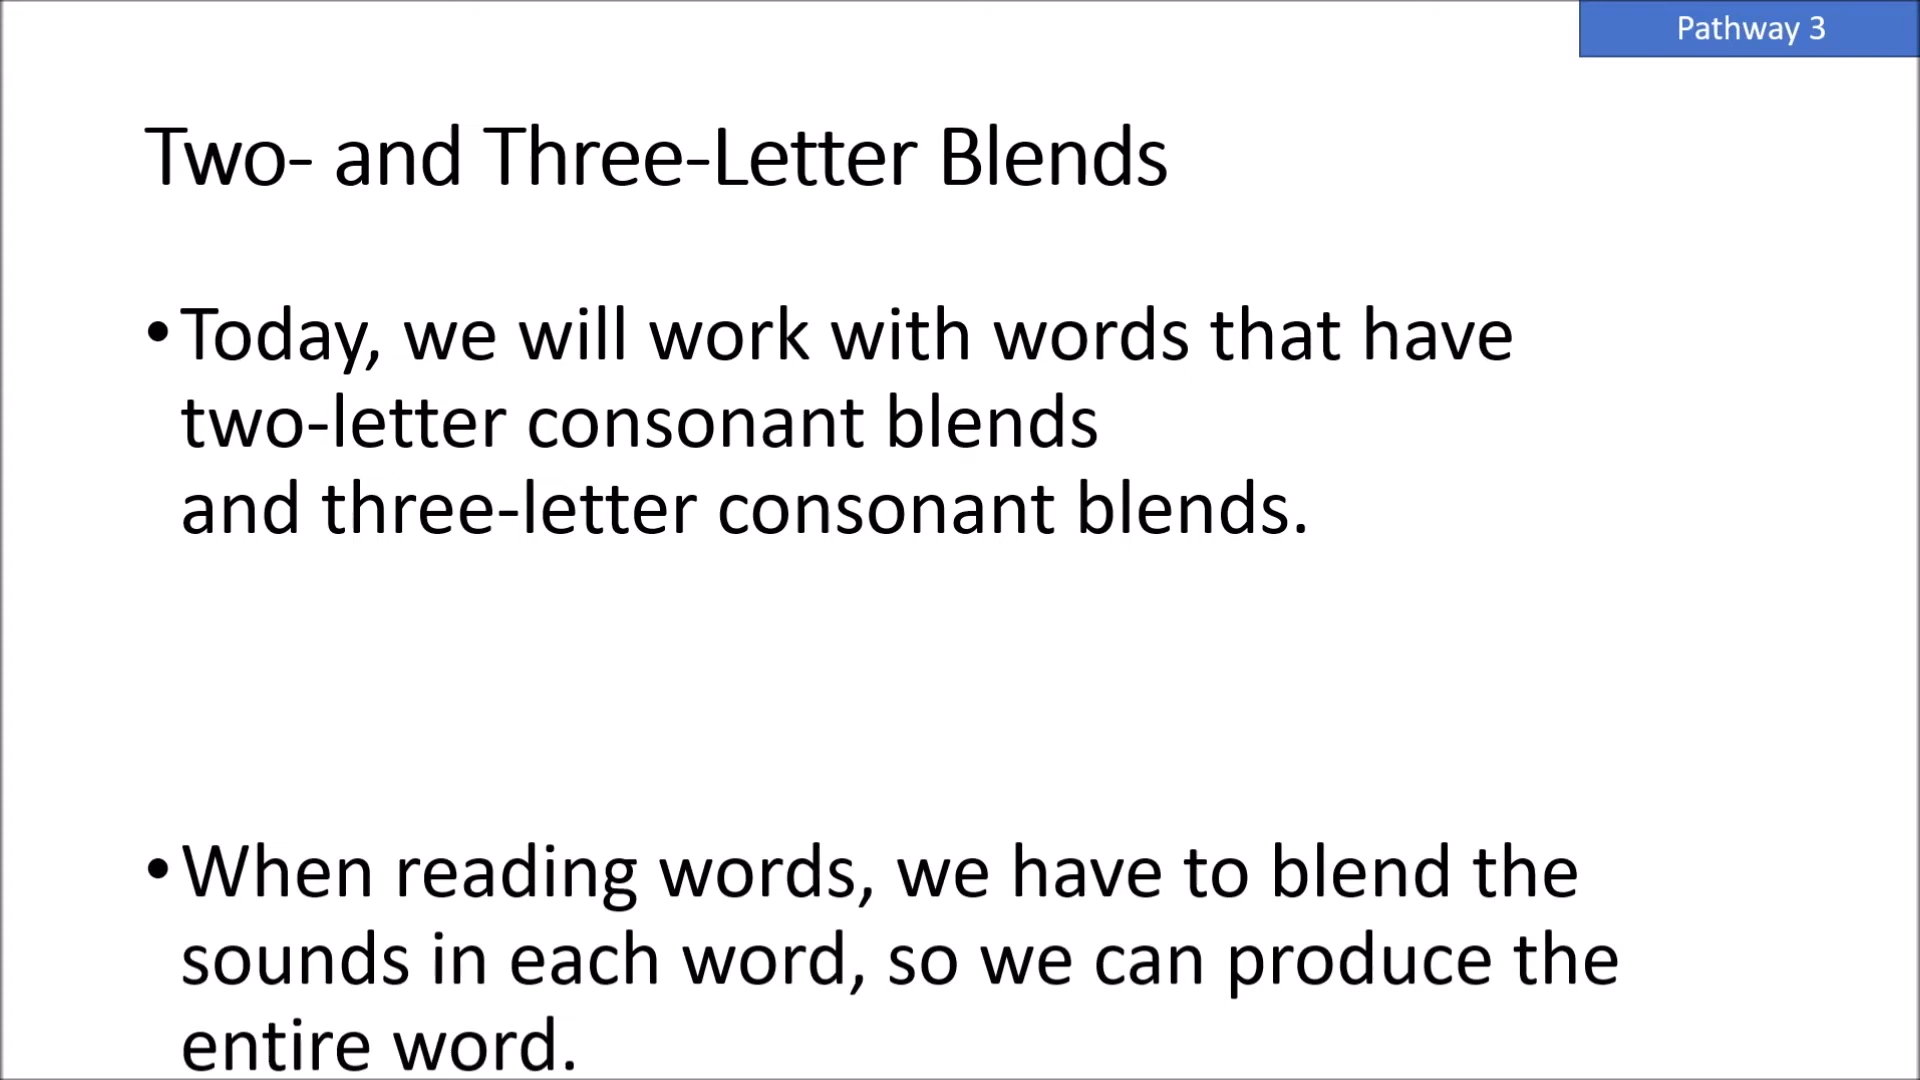 Pathway 3
Two- and Three-Letter Blends
•Today, we will work with words that have
two-letter consonant blends
and three-letter consonant blends.
•When reading words, we have to blend the
sounds in each word, so we can produce the
entire word.